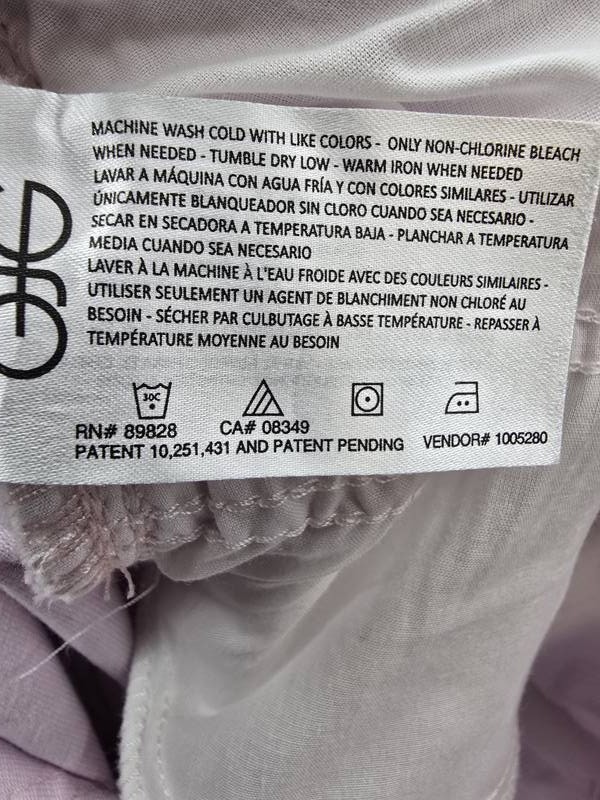 MACHINE WASH COLD WITH LIKE COLORS - ONLY NON-CHLORINE BLEACH
WHEN NEEDED - TUMBLE DRY LOW - WARM IRON WHEN NEEDED
LAVAR A MÁQUINA CON AGUA FRÍA Y CON COLORES SIMILARES - UTILIZAR
ÚNICAMENTE BLANQUEADOR SIN CLORO CUANDO SEA NECESARIO -
SECAR EN SECADORA A TEMPERATURA BAJA - PLANCHAR A TEMPERATURA
MEDIA CUANDO SEA NECESARIO
LAVER À LA MACHINE À L'EAU FROIDE AVEC DES COULEURS SIMILAIRES -
UTILISER SEULEMENT UN AGENT DE BLANCHIMENT NON CHLORÉ AU
BESOIN - SÉCHER PAR CULBUTAGE À BASSE TEMPÉRATURE - REPASSER À
TEMPÉRATURE MOYENNE AU BESOIN
30C
RN# 89828 CA# 08349
PATENT 10,251,431 AND PATENT PENDING VENDOR# 1005280